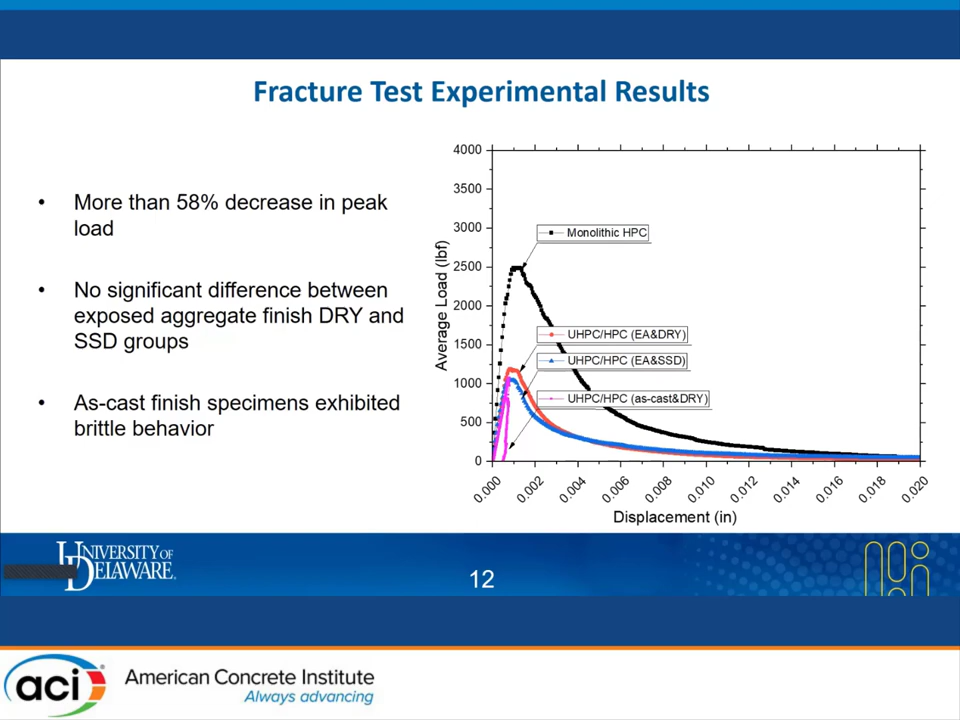 Fracture Test Experimental Results
• More than 58% decrease in peak
load
• No significant difference between
exposed aggregate finish DRY and
SSD groups
• As-cast finish specimens exhibited
brittle behavior
Average Load (lbf)
4000
3500
3000
2500
2000
1500
1000
500
0
Monolithic HPC
UHPC/HPC (EA&DRY)
UHPC/HPC (EA&SSD)
UHPC/HPC (as-cast&DRY)
0.000 0.002 0.004 0.006 0.008 0.010 0.012 0.014 0.016 0.018 0.020
Displacement (in)
UNIVERSITY OF
DELAWARE
12
aci American Concrete Institute
Always advancing